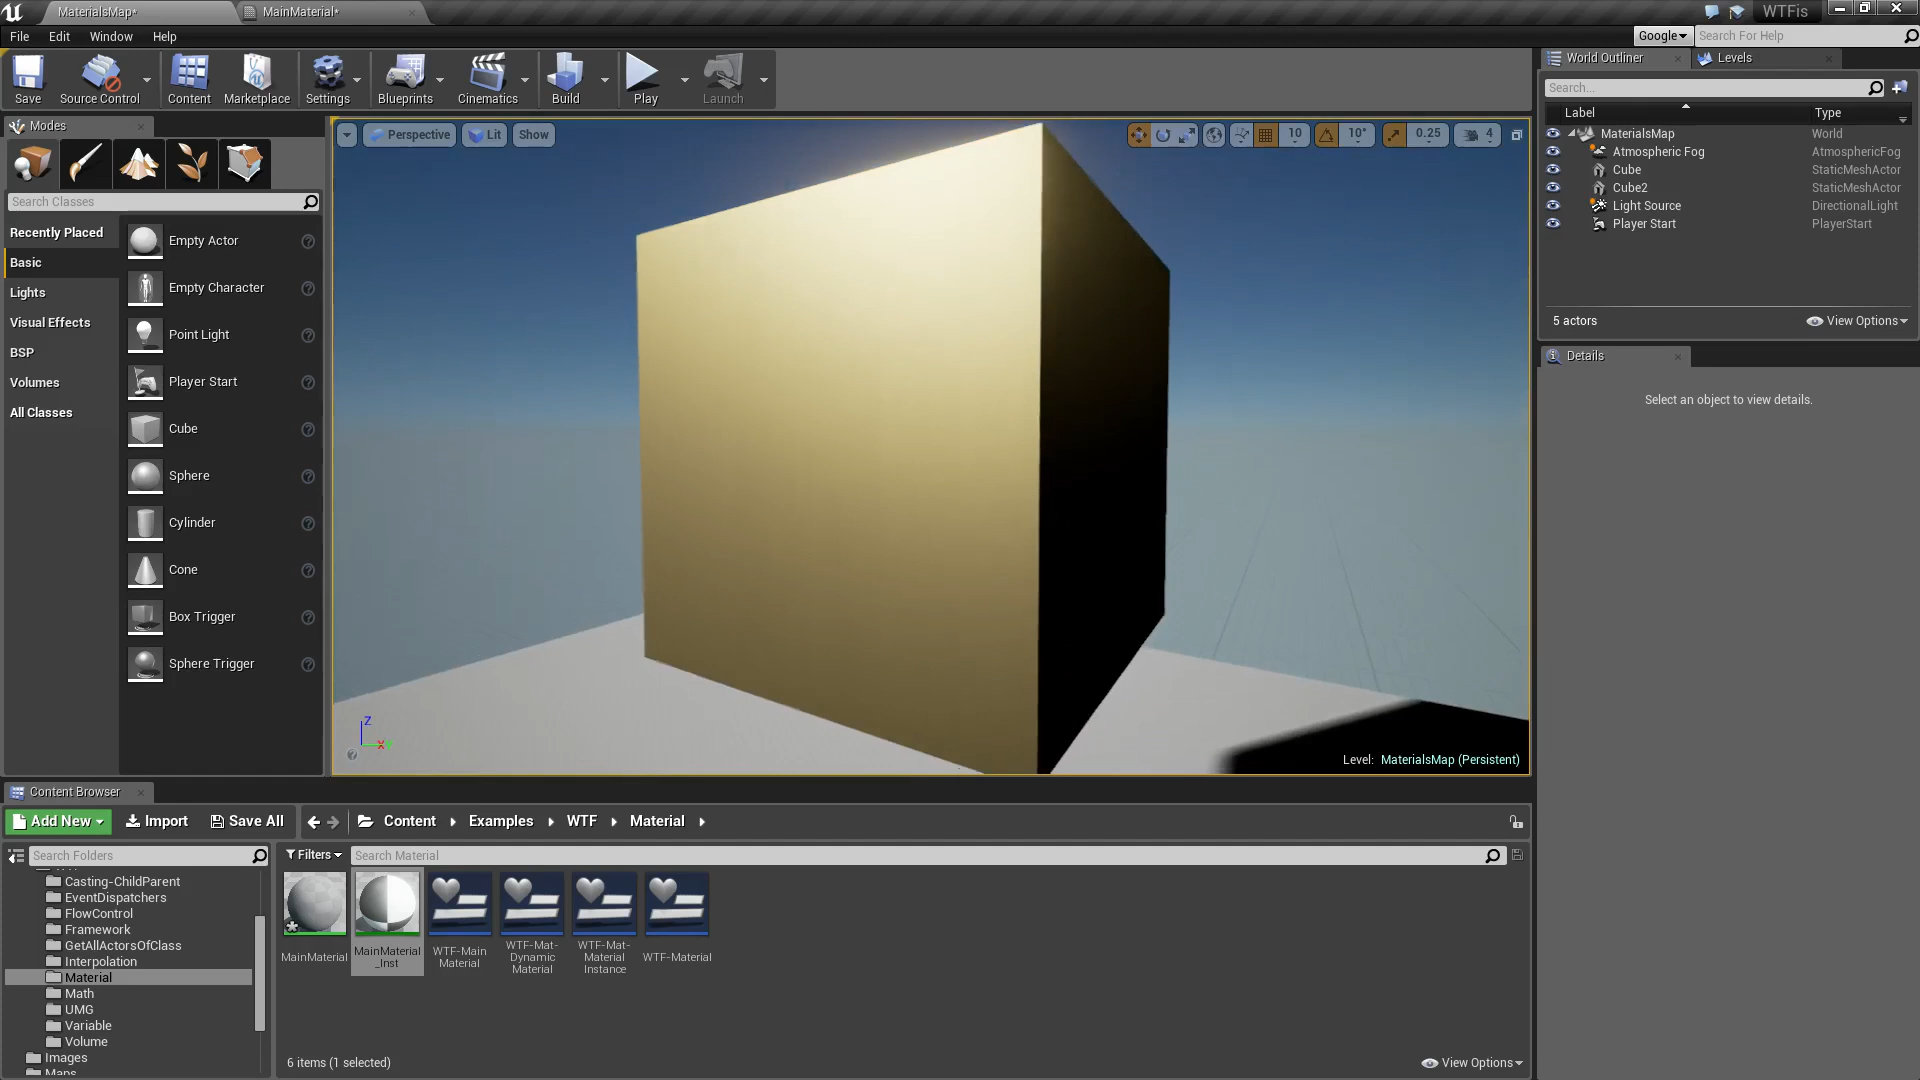 MaterialsMap*
MainMaterial*
WTFis
File Edit Window Help
Google
Search For Help
Save
Source Control
Content
Marketplace
Settings
Blueprints
Cinematics
Build
Play
Launch
Modes
Search Classes
Recently Placed
Basic
Lights
Visual Effects
BSP
Volumes
All Classes
Empty Actor
Empty Character
Point Light
Player Start
Cube
Sphere
Cylinder
Cone
Box Trigger
Sphere Trigger
Perspective
Lit
Show
10
10°
0.25
4
Z
X
Level: MaterialsMap (Persistent)
World Outliner
Levels
Search...
Label Type
MaterialsMap World
Atmospheric Fog AtmosphericFog
Cube StaticMeshActor
Cube2 StaticMeshActor
Light Source DirectionalLight
Player Start PlayerStart
5 actors
View Options
Details
Select an object to view details.
Content Browser
Add New
Import
Save All
Content
Examples
WTF
Material
Search Folders
Casting-ChildParent
EventDispatchers
FlowControl
Framework
GetAllActorsOfClass
Interpolation
Material
Math
UMG
Variable
Volume
Images
Maps
Filters
Search Material
MainMaterial
MainMaterial
_Inst
WTF-Main
Material
WTF-Mat-
Dynamic
Material
WTF-Mat-
Material
Instance
WTF-Material
6 items (1 selected)
View Options